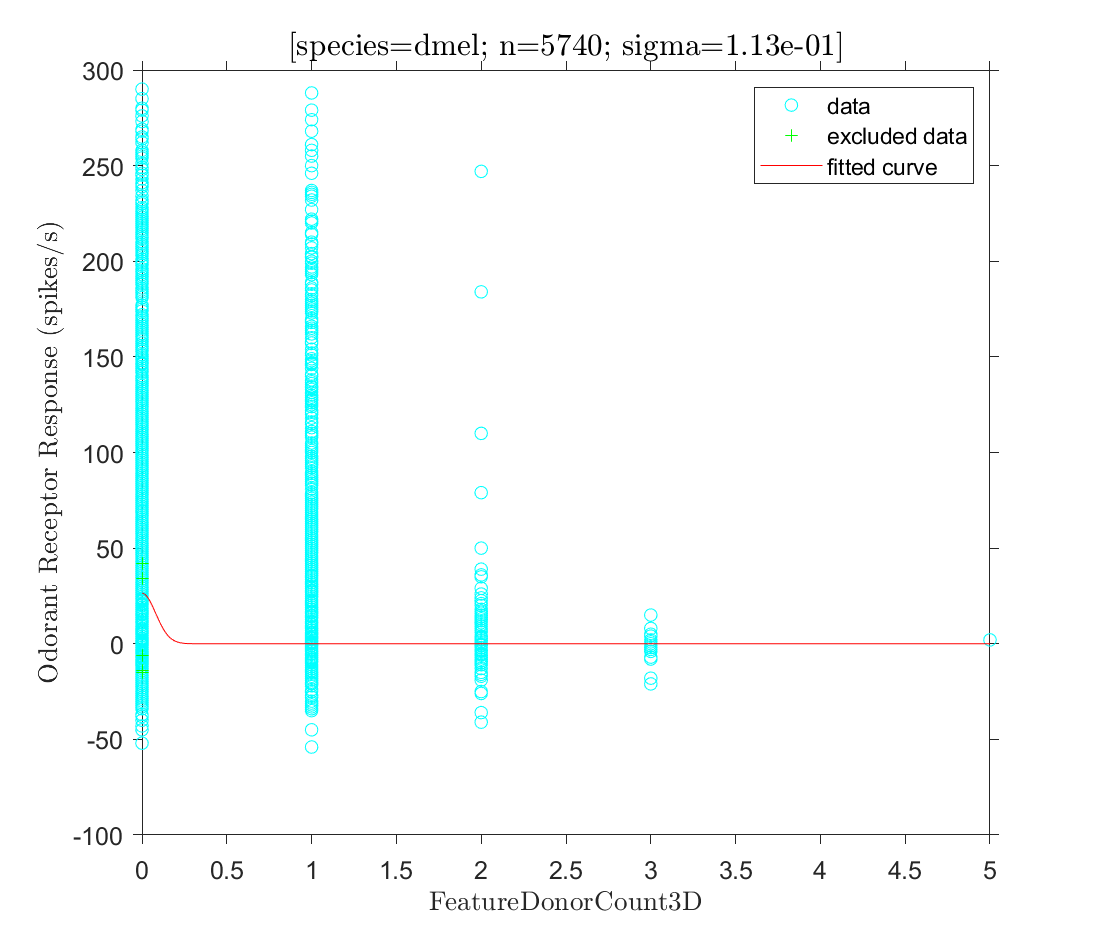 [species=dmel; n=5740; sigma=1.13e-01]
300
250
200
150
100
50
0
-50
-100
Odorant Receptor Response (spikes/s)
data
excluded data
fitted curve
0 0.5 1 1.5 2 2.5 3 3.5 4 4.5 5
FeatureDonorCount3D